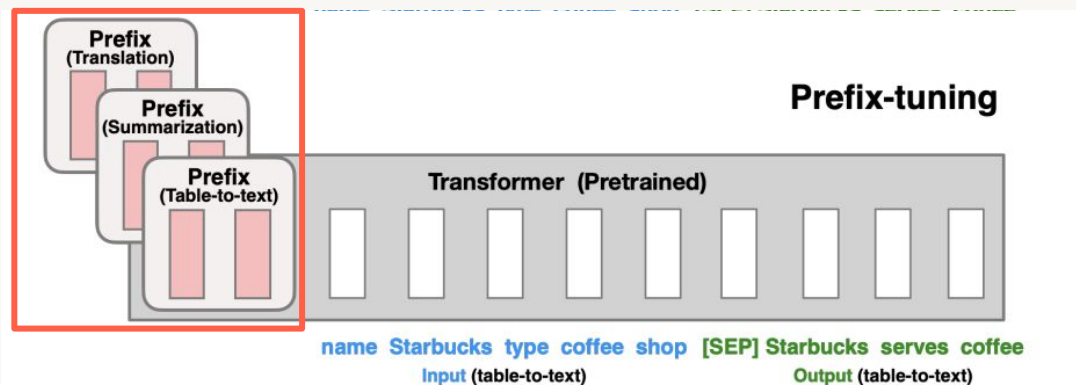 Prefix
(Translation)
Prefix
(Summarization)
Prefix
(Table-to-text)
Prefix-tuning
Transformer (Pretrained)
name Starbucks type coffee shop [SEP] Starbucks serves coffee
Input (table-to-text)
Output (table-to-text)